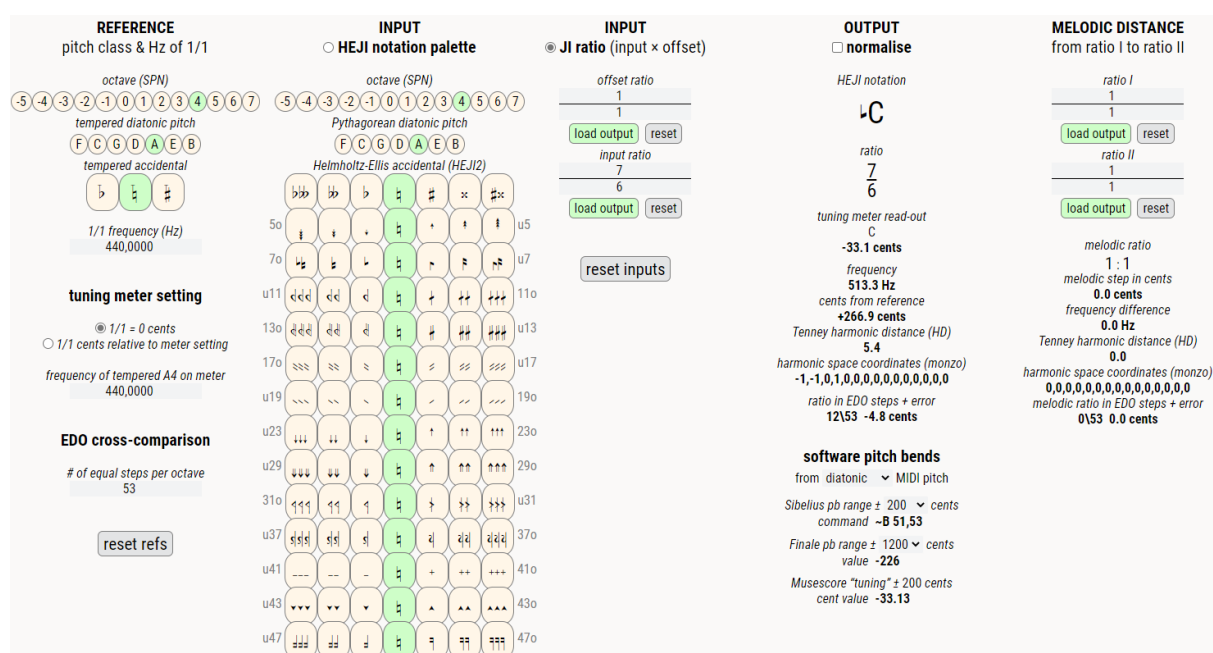 REFERENCE
pitch class & Hz of 1/1
octave (SPN)
-5 -4 -3 -2 -1 0 1 2 3 4 5 6 7
tempered diatonic pitch
F C G D A E B
tempered accidental
♭ ♮ ♯
1/1 frequency (Hz)
440,0000
tuning meter setting
1/1 = 0 cents
1/1 cents relative to meter setting
frequency of tempered A4 on meter
440,0000
EDO cross-comparison
# of equal steps per octave
53
reset refs
INPUT
HEJI notation palette
octave (SPN)
-5 -4 -3 -2 -1 0 1 2 3 4 5 6 7
Pythagorean diatonic pitch
F C G D A E B
Helmholtz-Ellis accidental (HEJI2)
5o u5
7o u7
u11 11o
13o u13
17o u17
u19 19o
u23 23o
u29 29o
31o u31
u37 37o
u41 41o
u43 43o
u47 47o
INPUT
JI ratio (input × offset)
offset ratio
1
1
load output reset
input ratio
7
6
load output reset
reset inputs
OUTPUT
normalise
HEJI notation
C
ratio
7
6
tuning meter read-out
C
-33.1 cents
frequency
513.3 Hz
cents from reference
+266.9 cents
Tenney harmonic distance (HD)
5.4
harmonic space coordinates (monzo)
-1,-1,0,1,0,0,0,0,0,0,0,0,0,0,0
ratio in EDO steps + error
12\53 -4.8 cents
software pitch bends
from diatonic MIDI pitch
Sibelius pb range ± 200 cents
command ~B 51,53
Finale pb range ± 1200 cents
value -226
Musescore “tuning” ± 200 cents
cent value -33.13
MELODIC DISTANCE
from ratio I to ratio II
ratio I
1
1
load output reset
ratio II
1
1
load output reset
melodic ratio
1 : 1
melodic step in cents
0.0 cents
frequency difference
0.0 Hz
Tenney harmonic distance (HD)
0.0
harmonic space coordinates (monzo)
0,0,0,0,0,0,0,0,0,0,0,0,0,0,0
melodic ratio in EDO steps + error
0\53 0.0 cents